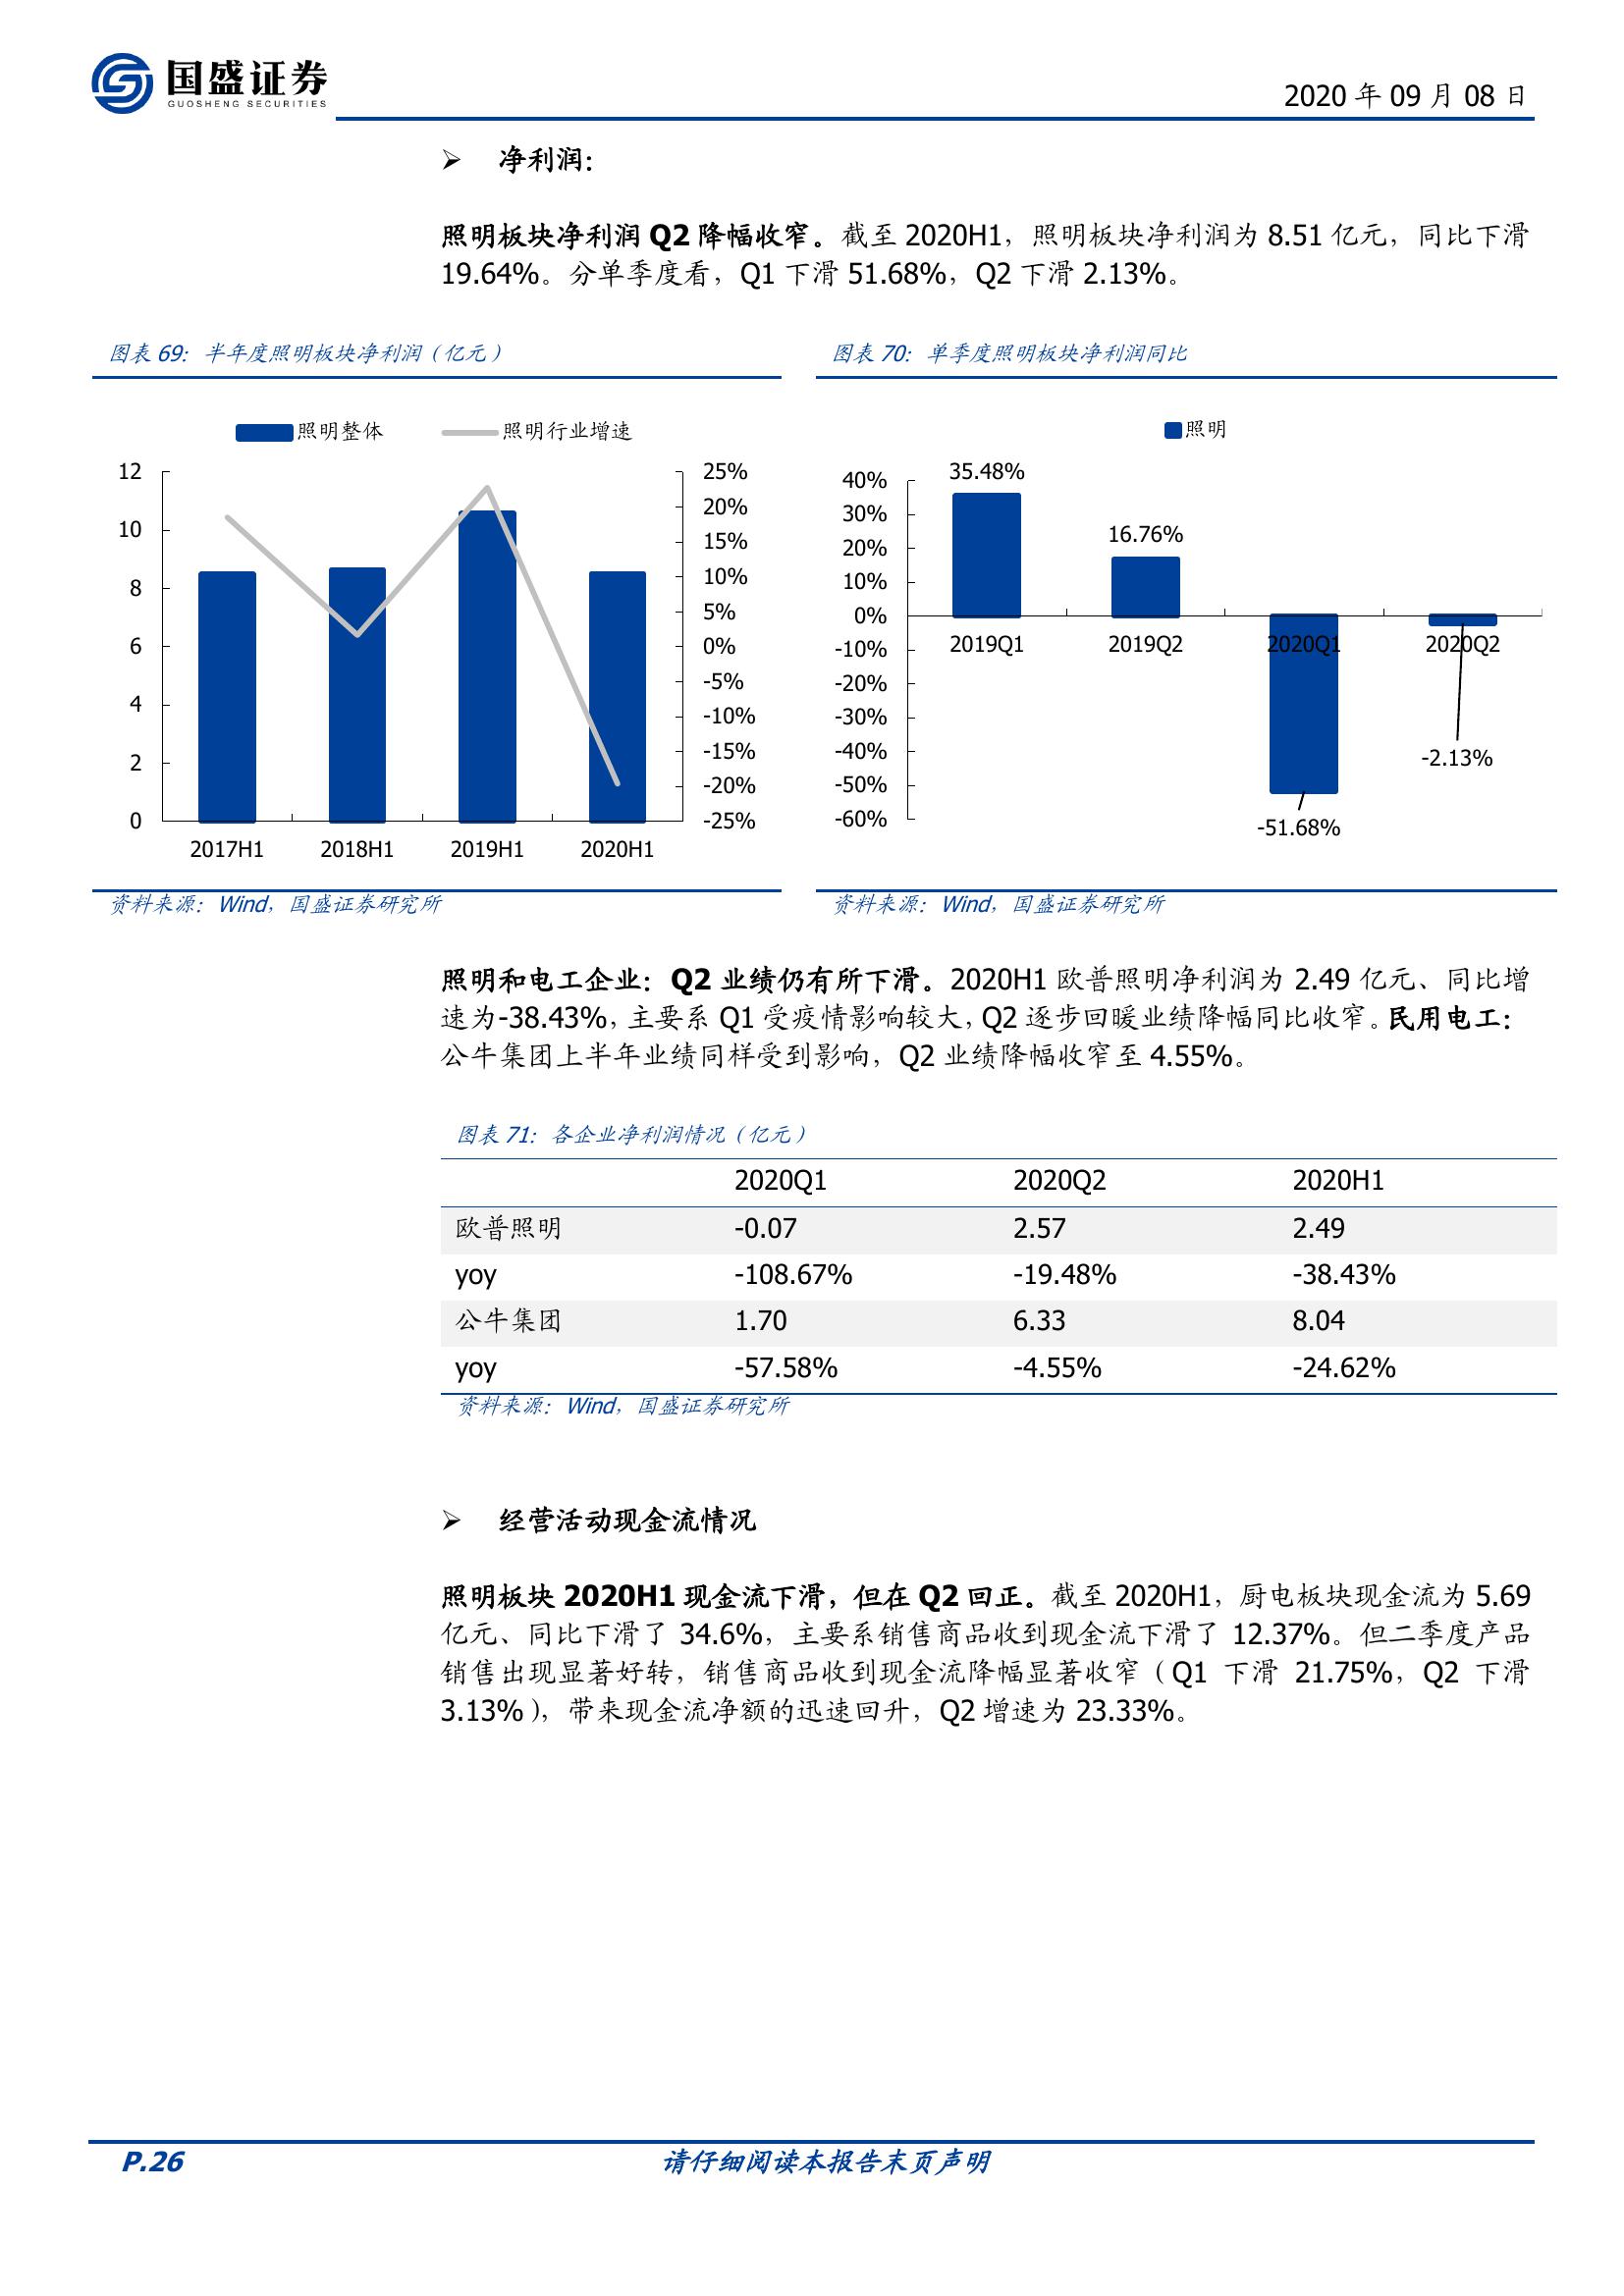 国盛证券
GUOSHENG SECURITIES
2020 年 09 月 08 日
➢ 净利润：
照明板块净利润 Q2 降幅收窄。截至 2020H1，照明板块净利润为 8.51 亿元，同比下滑
19.64%。分单季度看，Q1 下滑 51.68%，Q2 下滑 2.13%。
图表 69：半年度照明板块净利润（亿元）
照明整体 照明行业增速
12
10
8
6
4
2
0
25%
20%
15%
10%
5%
0%
-5%
-10%
-15%
-20%
-25%
2017H1 2018H1 2019H1 2020H1
资料来源：Wind，国盛证券研究所
图表 70：单季度照明板块净利润同比
照明
40%
30%
20%
10%
0%
-10%
-20%
-30%
-40%
-50%
-60%
35.48%
16.76%
2019Q1 2019Q2 2020Q1 2020Q2
-2.13%
-51.68%
资料来源：Wind，国盛证券研究所
照明和电工企业：Q2 业绩仍有所下滑。2020H1 欧普照明净利润为 2.49 亿元、同比增
速为-38.43%，主要系 Q1 受疫情影响较大，Q2 逐步回暖业绩降幅同比收窄。民用电工：
公牛集团上半年业绩同样受到影响，Q2 业绩降幅收窄至 4.55%。
图表 71：各企业净利润情况（亿元）
2020Q1 2020Q2 2020H1
欧普照明 -0.07 2.57 2.49
yoy -108.67% -19.48% -38.43%
公牛集团 1.70 6.33 8.04
yoy -57.58% -4.55% -24.62%
资料来源：Wind，国盛证券研究所
➢ 经营活动现金流情况
照明板块 2020H1 现金流下滑，但在 Q2 回正。截至 2020H1，厨电板块现金流为 5.69
亿元、同比下滑了 34.6%，主要系销售商品收到现金流下滑了 12.37%。但二季度产品
销售出现显著好转，销售商品收到现金流降幅显著收窄（Q1 下滑 21.75%，Q2 下滑
3.13%），带来现金流净额的迅速回升，Q2 增速为 23.33%。
P.26 请仔细阅读本报告末页声明